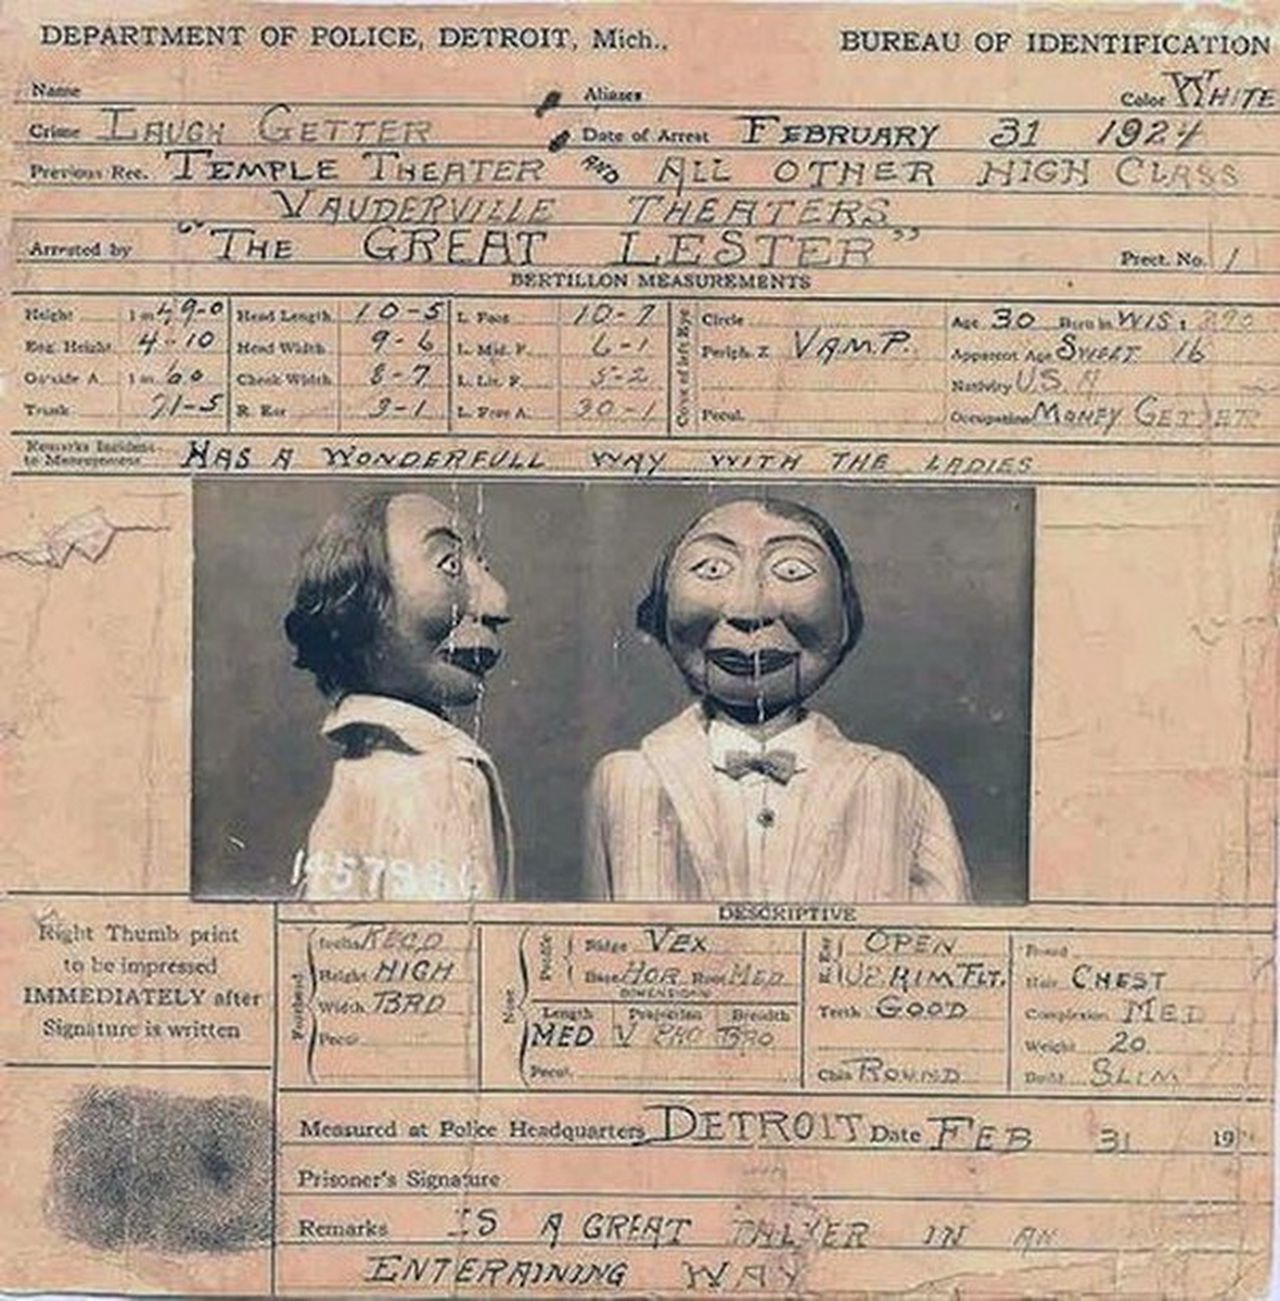 DEPARTMENT OF POLICE, DETROIT, Mich.. BUREAU OF IDENTIFICATION
Name Aliases Color WHITE
Crime LAUGH GETTER Date of Arrest FEBRUARY 31 1924
Previous Rec. TEMPLE THEATER AND ALL OTHER HIGH CLASS
VAUDERVILLE THEATERS
Arrested by "THE GREAT LESTER" Prect. No. 1
BERTILLON MEASUREMENTS
Height 1 m 49-0 Head Length 10-5 L. Foot 10-7 Circle Age 30 Born in WIS
Eng. Height 4-10 Head Width 9-6 L. Mid. F. 6-1 Periph. Z VAMP. Apparent Age SWEET 16
Outside A. 1 m 60 Cheek Width 8-7 L. Lit. F. 5-2 Nativity U.S.A
Trunk 71-5 R. Ear 3-1 L. Fore A. 30-1 Pecul. Occupation MONEY GETTER
Color of Left Eye
Remarks Incident to Measurement HAS A WONDERFULL WAY WITH THE LADIES
DESCRIPTIVE
Right Thumb print
to be impressed
IMMEDIATELY after
Signature is written
Forehead
RECD
Height HIGH
Width BRD
Pecul
Nose
Profile
Ridge VEX
Base HOR Root MED
DIMENSIONS
Length Projection Breadth
MED V PRO BRO
Pecul.
R. Ear
OPEN
UP RIM FLT.
Teeth GOOD
Chin ROUND
Beard
Hair CHEST
Complexion MED
Weight 20
Build SLIM
Measured at Police Headquarters DETROIT Date FEB 31 19
Prisoner's Signature
Remarks IS A GREAT TALKER IN AN
ENTERAINING WAY